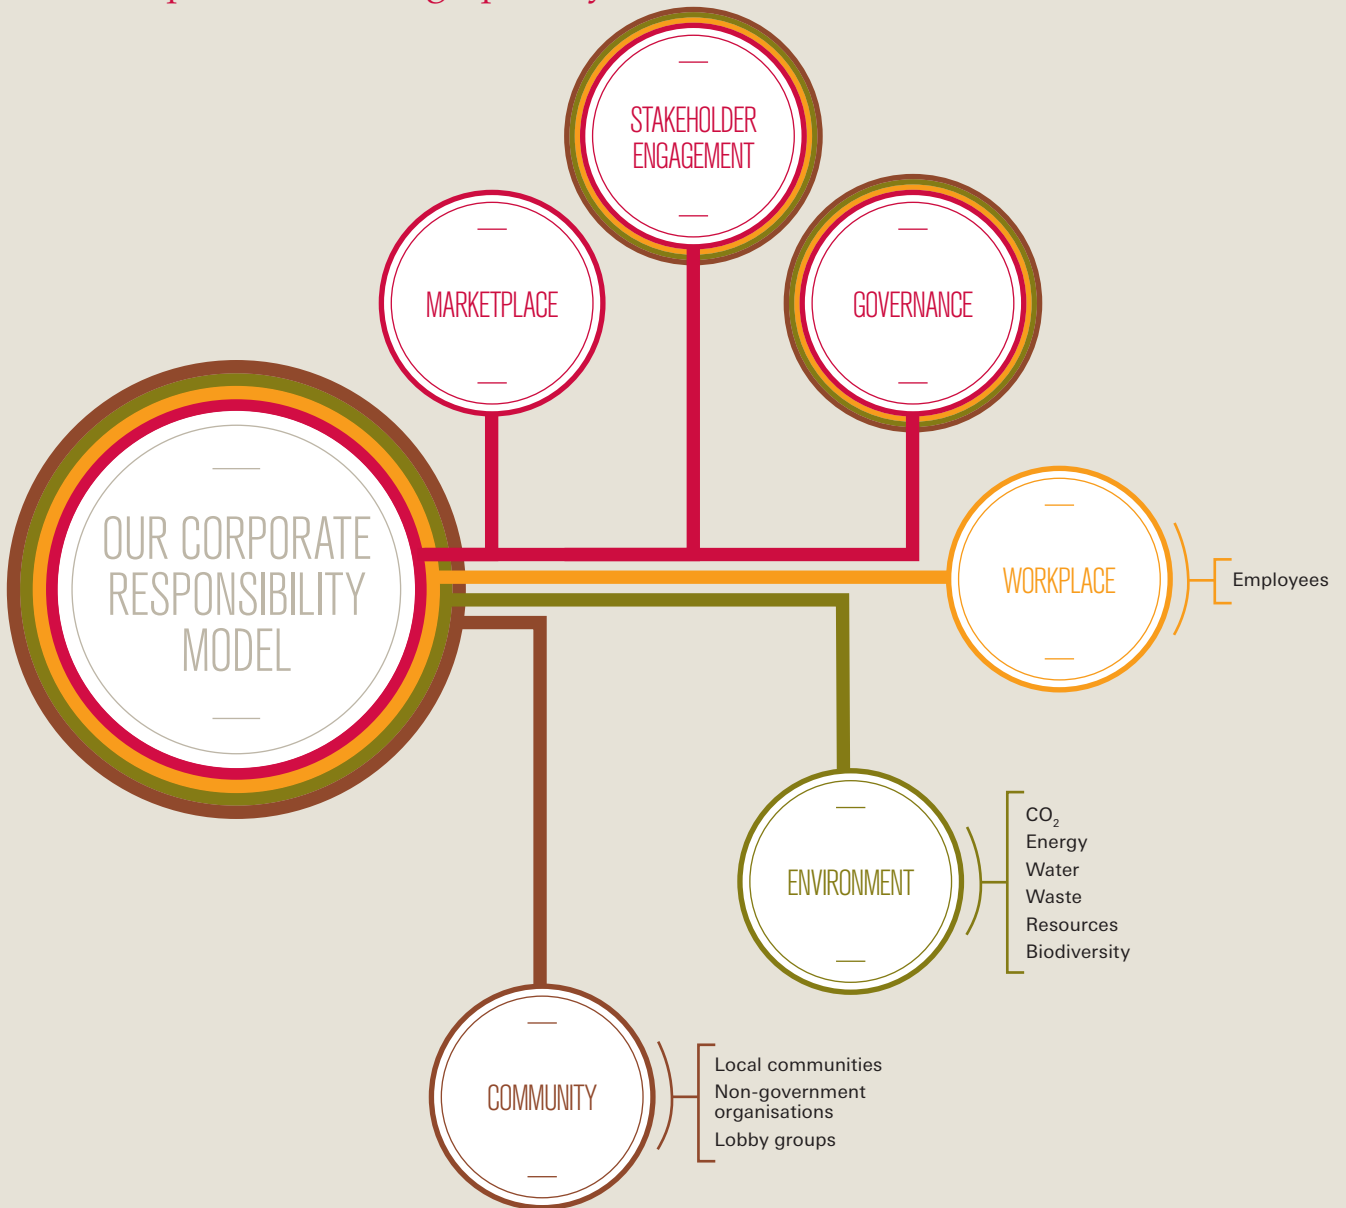 STAKEHOLDER
ENGAGEMENT
MARKETPLACE
GOVERNANCE
OUR CORPORATE
RESPONSIBILITY
MODEL
WORKPLACE
Employees
ENVIRONMENT
CO₂
Energy
Water
Waste
Resources
Biodiversity
COMMUNITY
Local communities
Non-government
organisations
Lobby groups